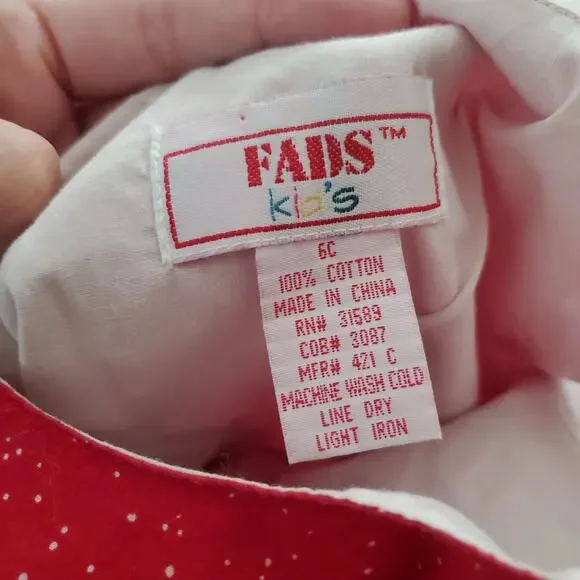 FADS™
kid's
6C
100% COTTON
MADE IN CHINA
RN# 31589
COB# 3087
MFR# 421 C
MACHINE WASH COLD
LINE DRY
LIGHT IRON